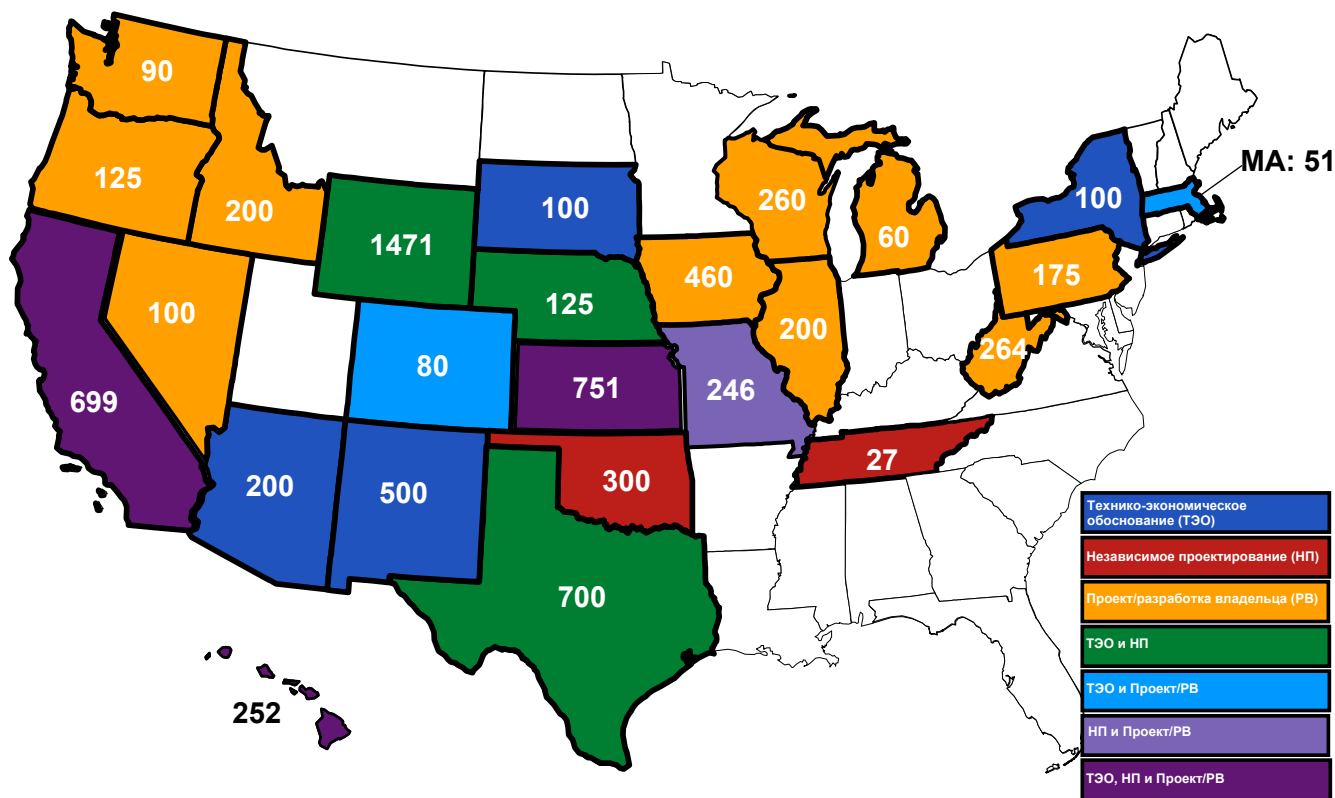 90
MA: 51
125
200
100
100
260
60
1471
175
460
125
100
200
264
80
751
246
699
27
300
200
500
700
252
Технико-экономическое
обоснование (ТЭО)
Независимое проектирование (НП)
Проект/разработка владельца (РВ)
ТЭО и НП
ТЭО и Проект/РВ
НП и Проект/РВ
ТЭО, НП и Проект/РВ